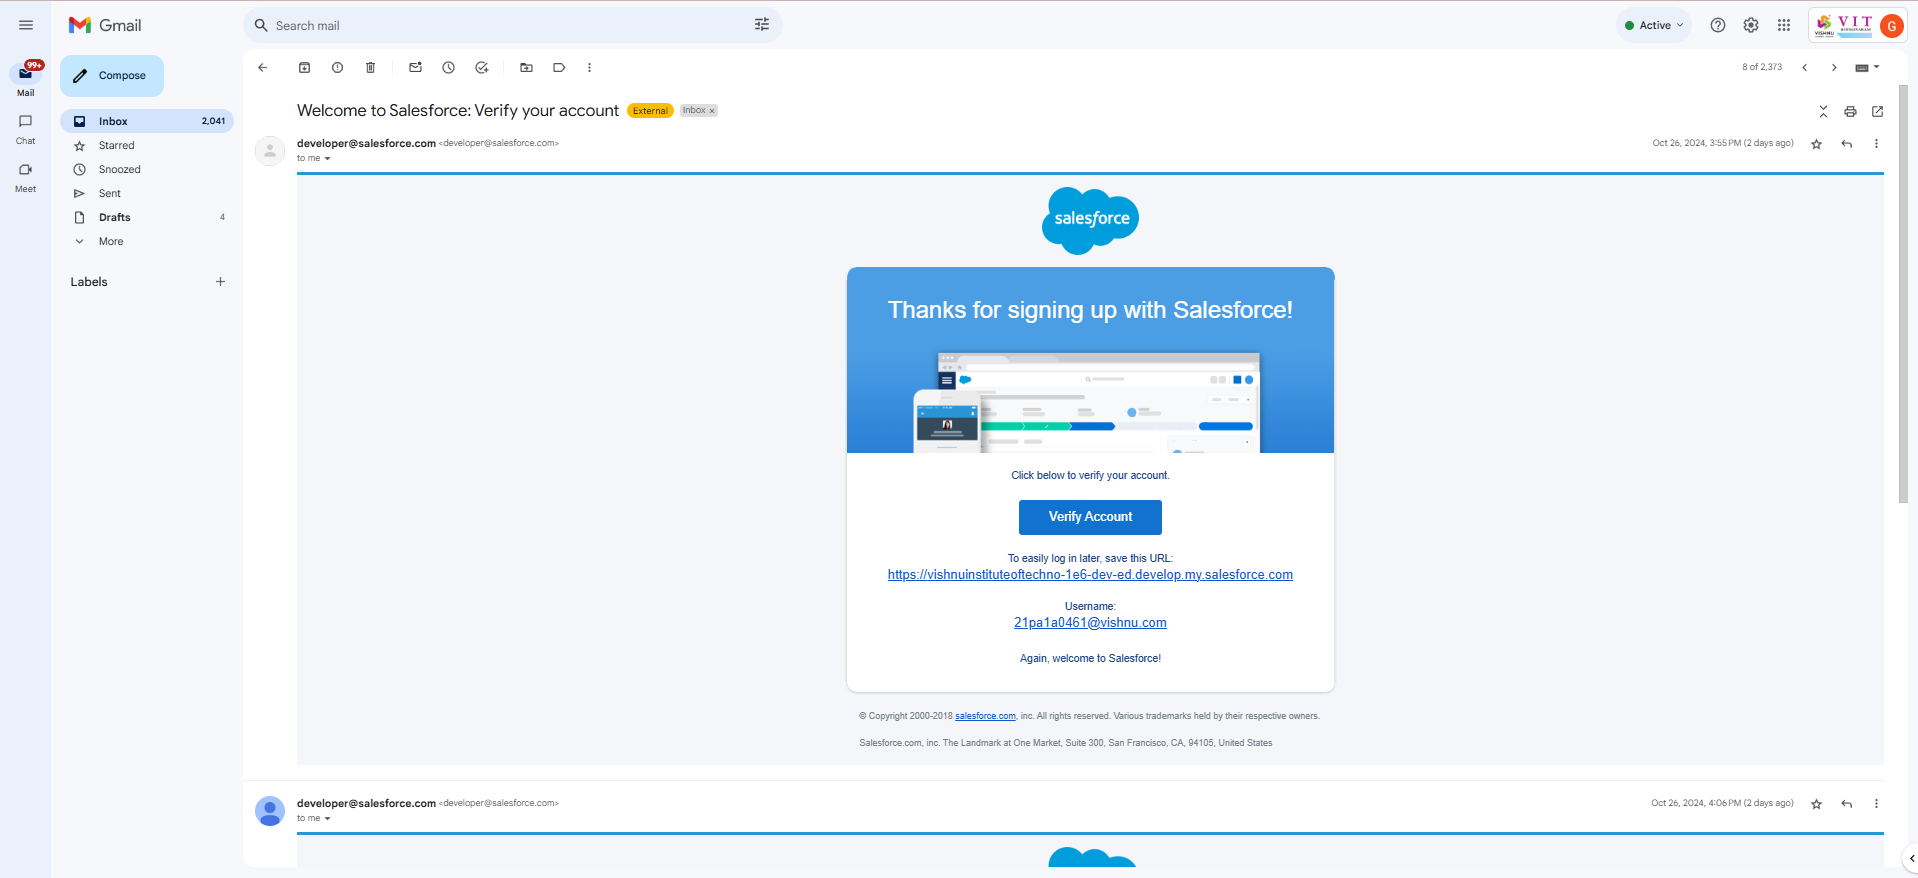 Gmail
Search mail
Active
VISHNU
VIT
G
99+
Mail
Compose
8 of 2,373
Welcome to Salesforce: Verify your account
External
Inbox ×
Inbox 2,041
Chat
Starred
developer@salesforce.com <developer@salesforce.com>
Oct 26, 2024, 3:55 PM (2 days ago)
to me
Snoozed
Meet
Sent
Drafts 4
More
Labels
salesforce
Thanks for signing up with Salesforce!
Click below to verify your account.
Verify Account
To easily log in later, save this URL:
https://vishnuinstituteoftechno-1e6-dev-ed.develop.my.salesforce.com
Username:
21pa1a0461@vishnu.com
Again, welcome to Salesforce!
© Copyright 2000-2018 salesforce.com, inc. All rights reserved. Various trademarks held by their respective owners.
Salesforce.com, inc. The Landmark at One Market, Suite 300, San Francisco, CA, 94105, United States
developer@salesforce.com <developer@salesforce.com>
Oct 26, 2024, 4:06 PM (2 days ago)
to me